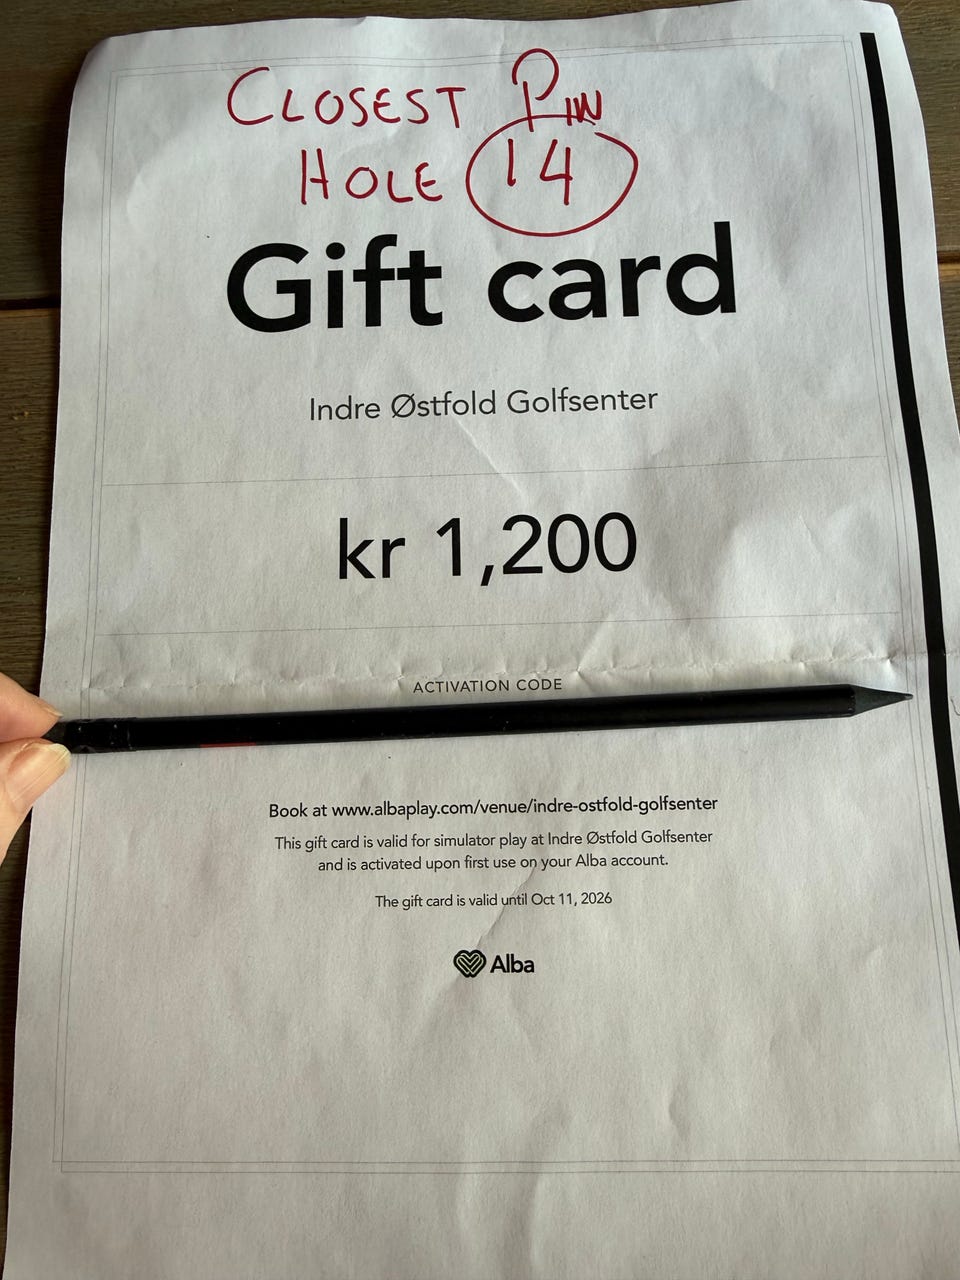 CLOSEST PIN
HOLE 14
Gift card
Indre Østfold Golfsenter
kr 1,200
ACTIVATION CODE
Book at www.albaplay.com/venue/indre-ostfold-golfsenter
This gift card is valid for simulator play at Indre Østfold Golfsenter
and is activated upon first use on your Alba account.
The gift card is valid until Oct 11, 2026
Alba